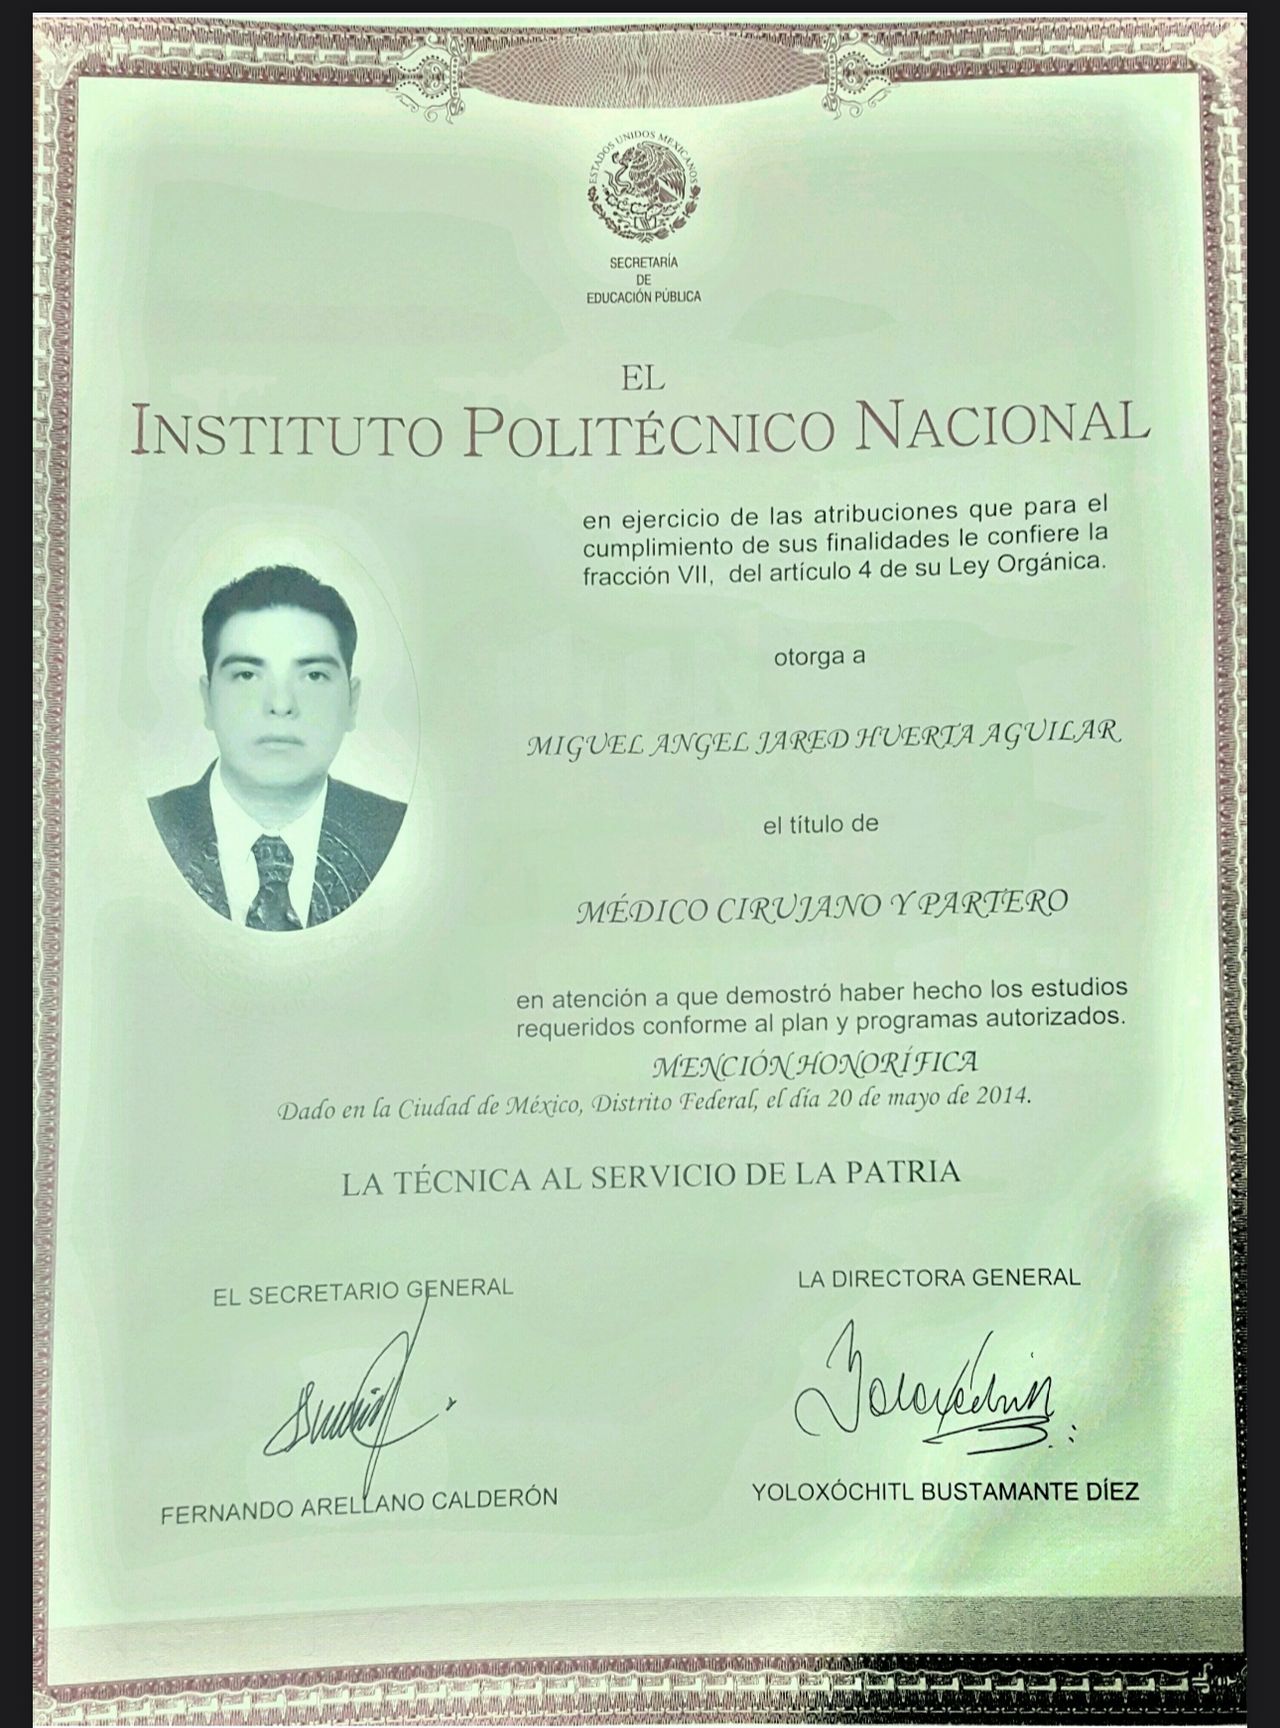 ESTADOS UNIDOS MEXICANOS
SECRETARÍA
DE
EDUCACIÓN PÚBLICA
EL
INSTITUTO POLITÉCNICO NACIONAL
en ejercicio de las atribuciones que para el
cumplimiento de sus finalidades le confiere la
fracción VII, del artículo 4 de su Ley Orgánica.
otorga a
MIGUEL ANGEL JARED HUERTA AGUILAR
el título de
MÉDICO CIRUJANO Y PARTERO
en atención a que demostró haber hecho los estudios
requeridos conforme al plan y programas autorizados.
MENCIÓN HONORÍFICA
Dado en la Ciudad de México, Distrito Federal, el día 20 de mayo de 2014.
LA TÉCNICA AL SERVICIO DE LA PATRIA
EL SECRETARIO GENERAL
LA DIRECTORA GENERAL
Yoloxóchitl B.
FERNANDO ARELLANO CALDERÓN
YOLOXÓCHITL BUSTAMANTE DÍEZ